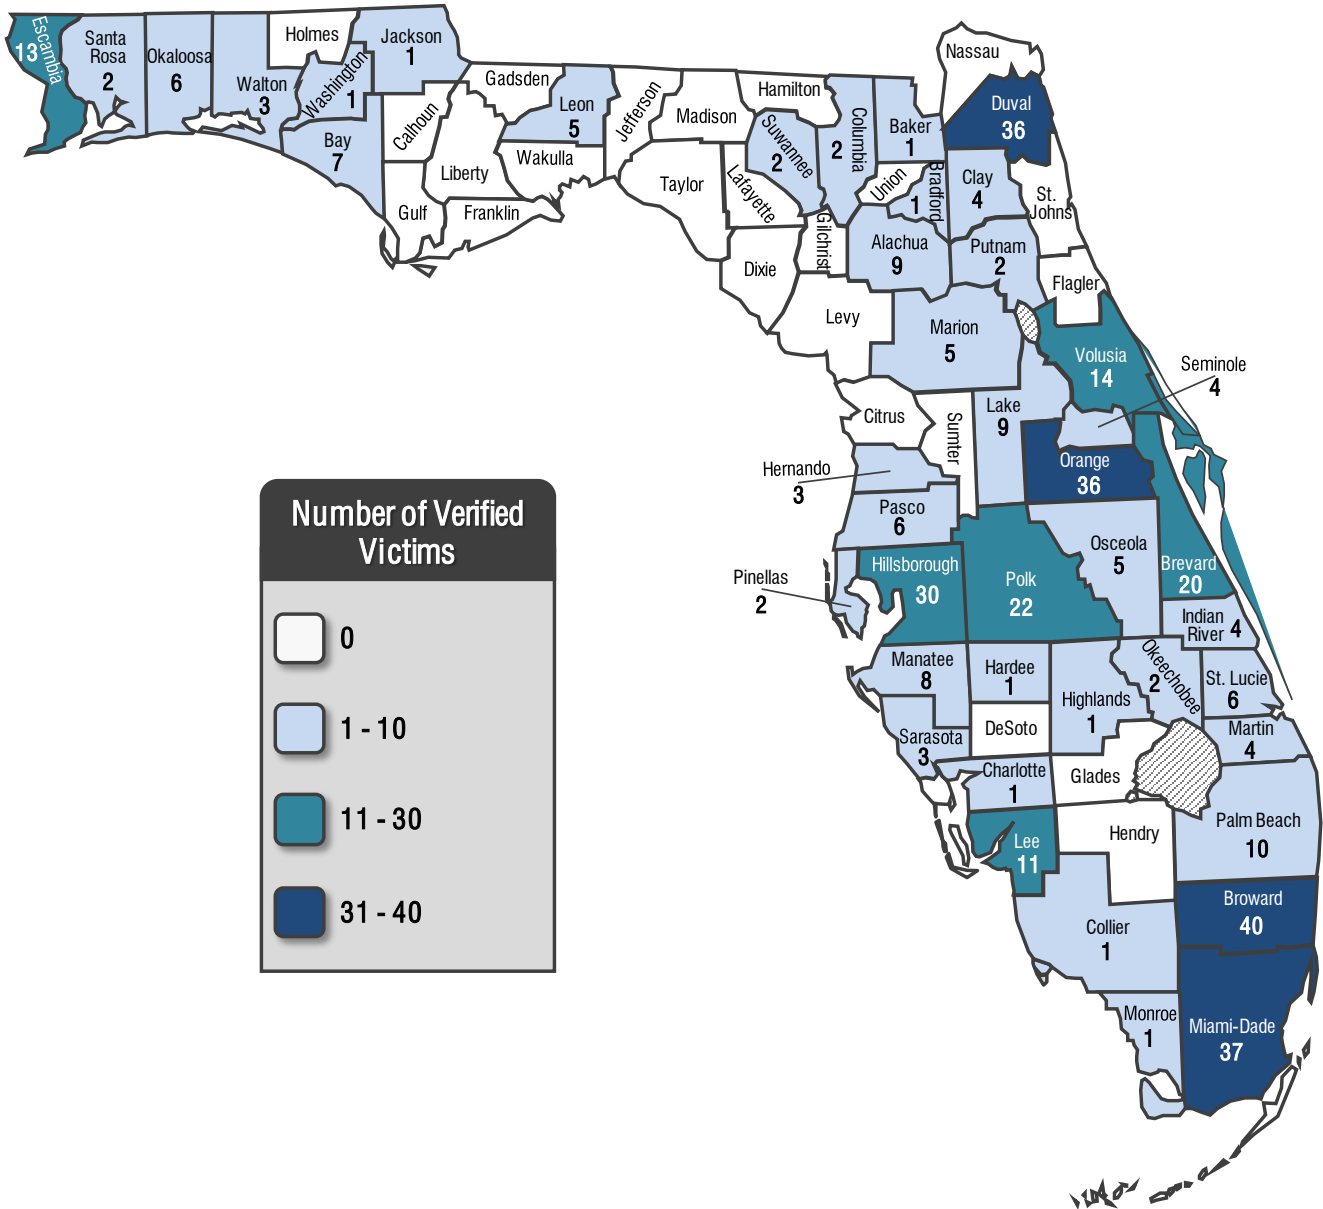 Escambia
13
Santa
Rosa
2
Okaloosa
6
Walton
3
Holmes
Washington
1
Jackson
1
Bay
7
Calhoun
Gulf
Liberty
Franklin
Gadsden
Leon
5
Wakulla
Jefferson
Madison
Taylor
Hamilton
Suwannee
2
Lafayette
Dixie
Columbia
2
Gilchrist
Levy
Baker
1
Union
Bradford
1
Alachua
9
Nassau
Duval
36
Clay
4
St.
Johns
Putnam
2
Flagler
Marion
5
Volusia
14
Seminole
4
Citrus
Sumter
Lake
9
Orange
36
Hernando
3
Pasco
6
Pinellas
2
Hillsborough
30
Polk
22
Osceola
5
Brevard
20
Indian
River 4
Manatee
8
Hardee
1
Highlands
1
Okeechobee
2
St. Lucie
6
Sarasota
3
DeSoto
Martin
4
Charlotte
1
Glades
Palm Beach
10
Lee
11
Hendry
Broward
40
Collier
1
Monroe
1
Miami-Dade
37
Number of Verified
Victims
0
1 - 10
11 - 30
31 - 40